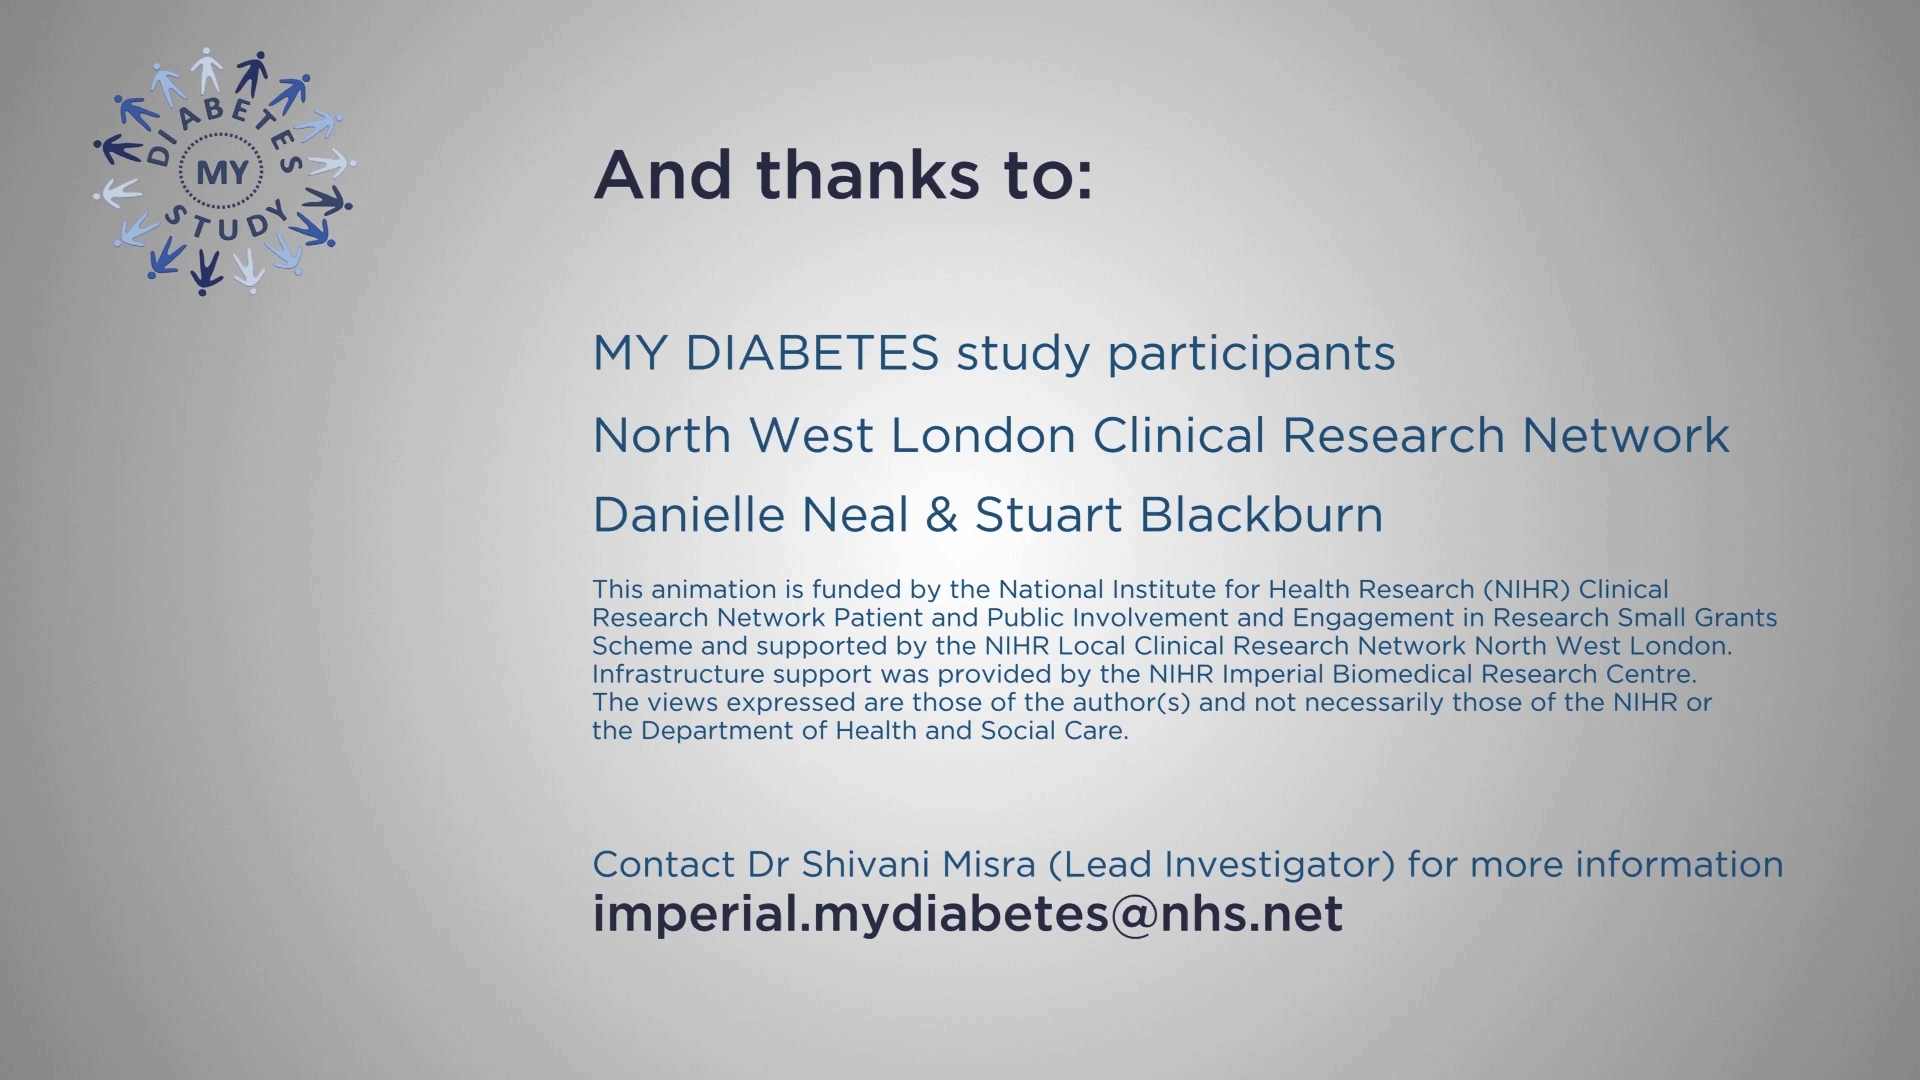 DIABETES
MY
STUDY
And thanks to:
MY DIABETES study participants
North West London Clinical Research Network
Danielle Neal & Stuart Blackburn
This animation is funded by the National Institute for Health Research (NIHR) Clinical
Research Network Patient and Public Involvement and Engagement in Research Small Grants
Scheme and supported by the NIHR Local Clinical Research Network North West London.
Infrastructure support was provided by the NIHR Imperial Biomedical Research Centre.
The views expressed are those of the author(s) and not necessarily those of the NIHR or
the Department of Health and Social Care.
Contact Dr Shivani Misra (Lead Investigator) for more information
imperial.mydiabetes@nhs.net